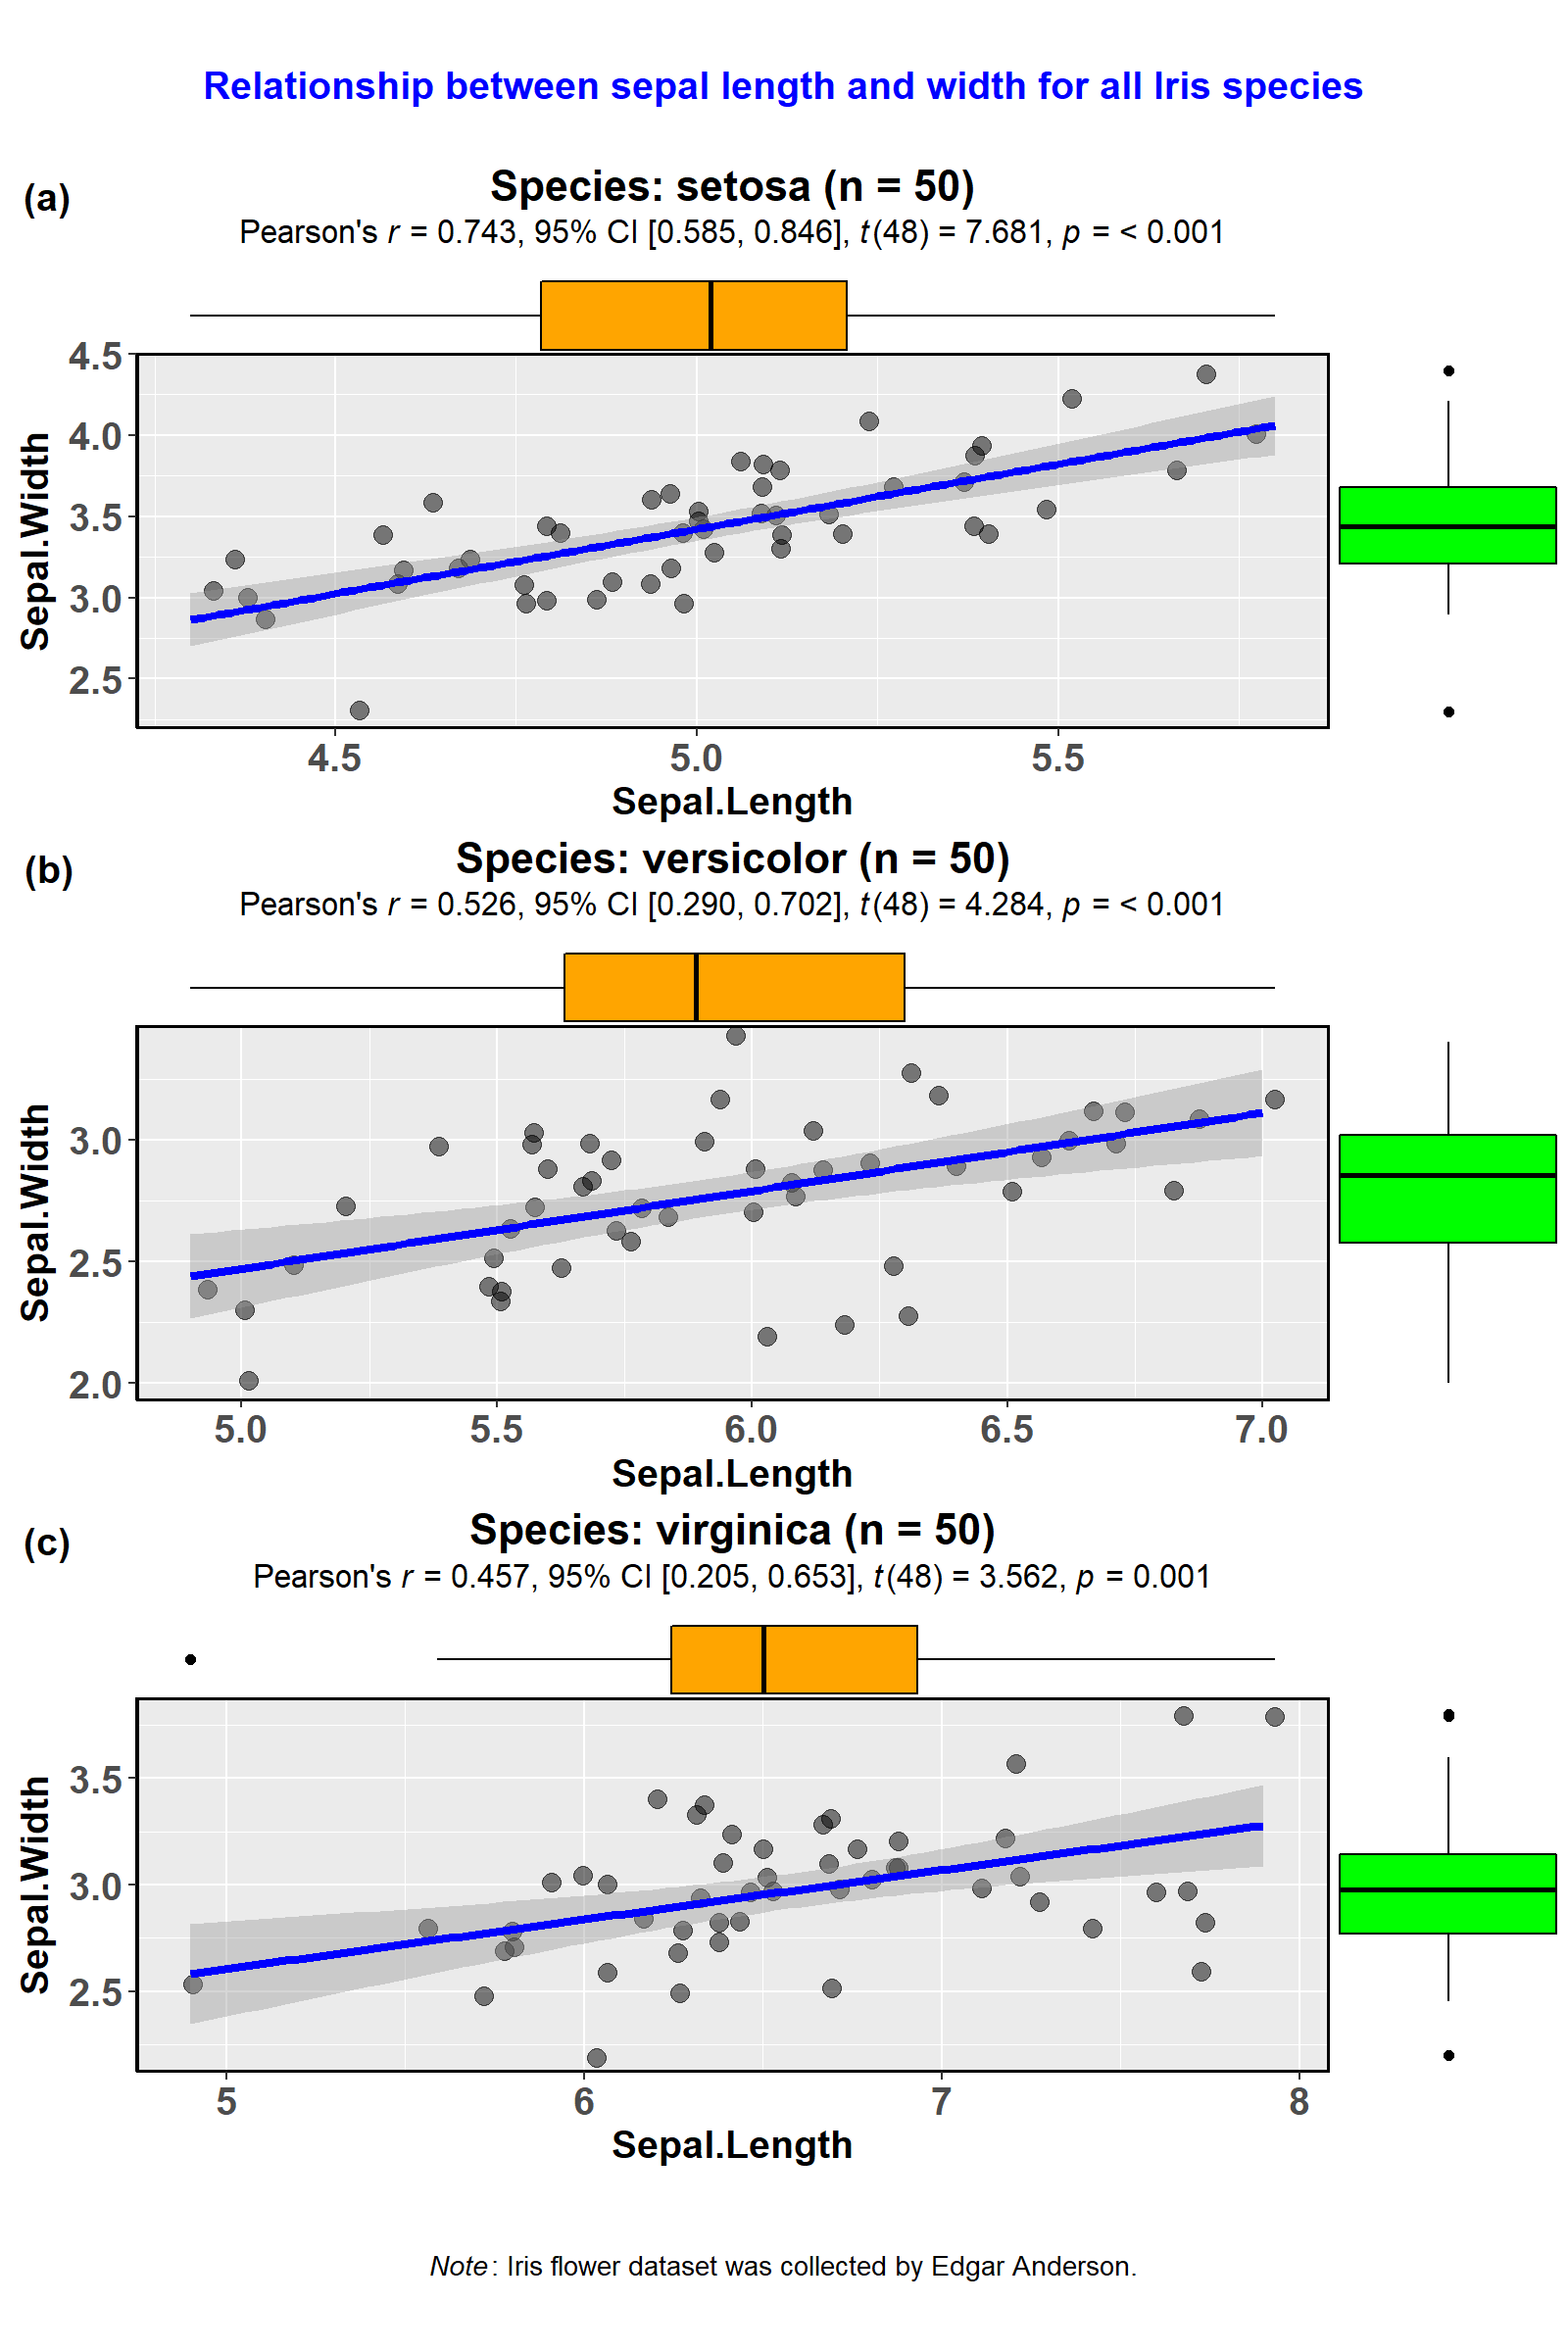 Relationship between sepal length and width for all Iris species
(a)
Species: setosa (n = 50)
Pearson's r = 0.743, 95% CI [0.585, 0.846], t(48) = 7.681, p = < 0.001
4.5
4.0
3.5
3.0
2.5
Sepal.Width
4.5 5.0 5.5
Sepal.Length
(b)
Species: versicolor (n = 50)
Pearson's r = 0.526, 95% CI [0.290, 0.702], t(48) = 4.284, p = < 0.001
3.0
2.5
2.0
Sepal.Width
5.0 5.5 6.0 6.5 7.0
Sepal.Length
(c)
Species: virginica (n = 50)
Pearson's r = 0.457, 95% CI [0.205, 0.653], t(48) = 3.562, p = 0.001
3.5
3.0
2.5
Sepal.Width
5 6 7 8
Sepal.Length
Note: Iris flower dataset was collected by Edgar Anderson.